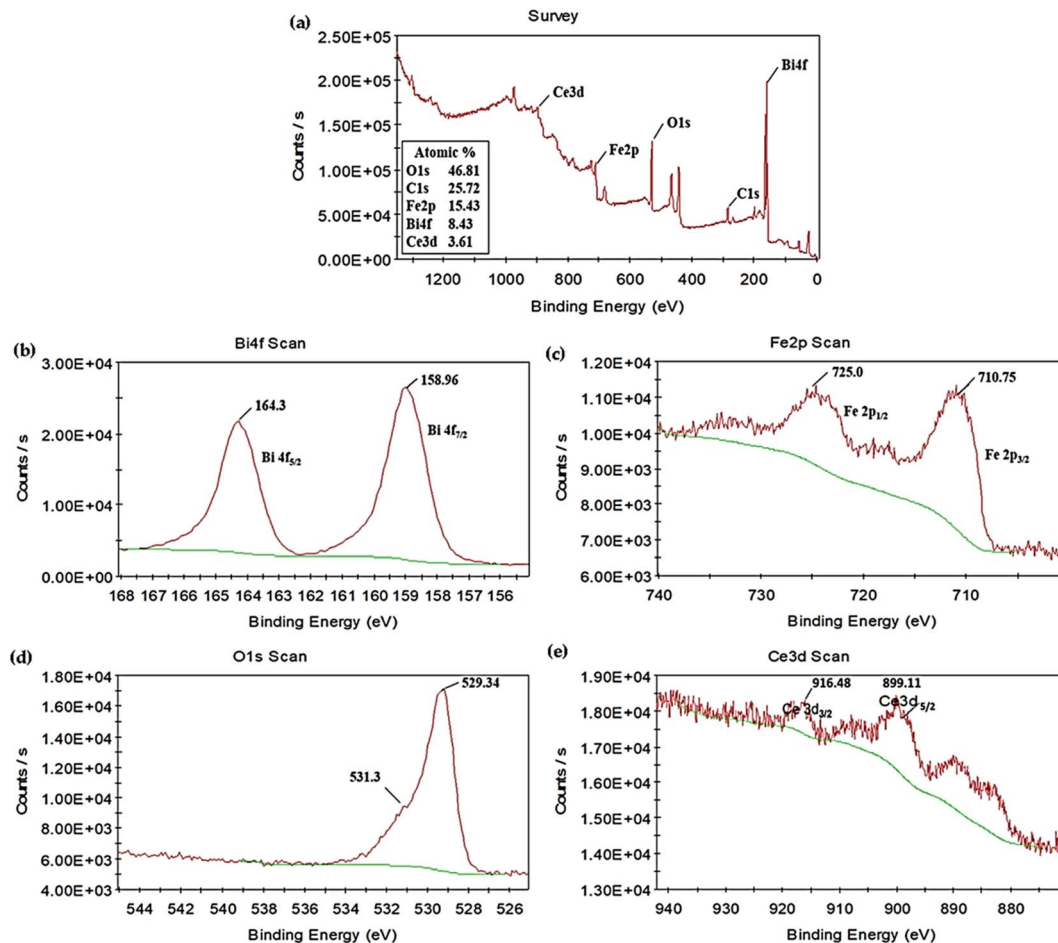 (a)
Survey
2.50E+05
2.00E+05
1.50E+05
1.00E+05
5.00E+04
0.00E+00
Counts / s
Ce3d
Fe2p
O1s
C1s
Bi4f
Atomic %
O1s 46.81
C1s 25.72
Fe2p 15.43
Bi4f 8.43
Ce3d 3.61
1200 1000 800 600 400 200 0
Binding Energy (eV)
(b)
Bi4f Scan
3.00E+04
2.00E+04
1.00E+04
0.00E+00
Counts / s
164.3
Bi 4f5/2
158.96
Bi 4f7/2
168 167 166 165 164 163 162 161 160 159 158 157 156
Binding Energy (eV)
(c)
Fe2p Scan
1.20E+04
1.10E+04
1.00E+04
9.00E+03
8.00E+03
7.00E+03
6.00E+03
Counts / s
725.0
Fe 2p1/2
710.75
Fe 2p3/2
740 730 720 710
Binding Energy (eV)
(d)
O1s Scan
1.80E+04
1.60E+04
1.40E+04
1.20E+04
1.00E+04
8.00E+03
6.00E+03
4.00E+03
Counts / s
531.3
529.34
544 542 540 538 536 534 532 530 528 526
Binding Energy (eV)
(e)
Ce3d Scan
1.90E+04
1.80E+04
1.70E+04
1.60E+04
1.50E+04
1.40E+04
1.30E+04
Counts / s
916.48
Ce 3d3/2
899.11
Ce3d 5/2
940 930 920 910 900 890 880
Binding Energy (eV)